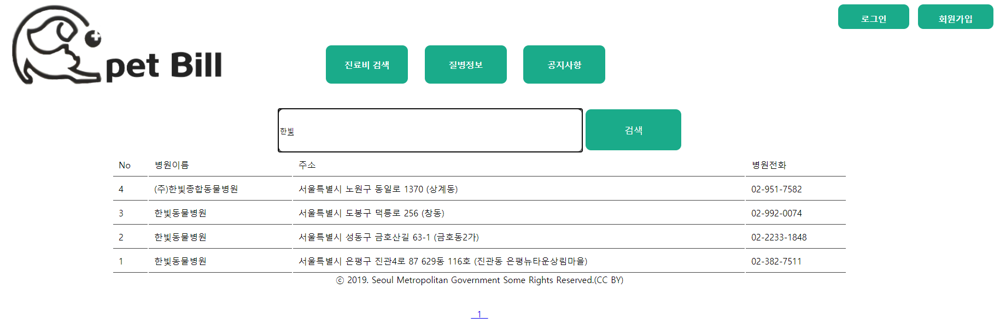 로그인 회원가입
pet Bill
진료비 검색 질병정보 공지사항
한빛 검색
No 병원이름 주소 병원전화
4 (주)한빛종합동물병원 서울특별시 노원구 동일로 1370 (상계동) 02-951-7582
3 한빛동물병원 서울특별시 도봉구 덕릉로 256 (창동) 02-992-0074
2 한빛동물병원 서울특별시 성동구 금호산길 63-1 (금호동2가) 02-2233-1848
1 한빛동물병원 서울특별시 은평구 진관4로 87 629동 116호 (진관동 은평뉴타운상림마을) 02-382-7511
ⓒ 2019. Seoul Metropolitan Government Some Rights Reserved.(CC BY)
1